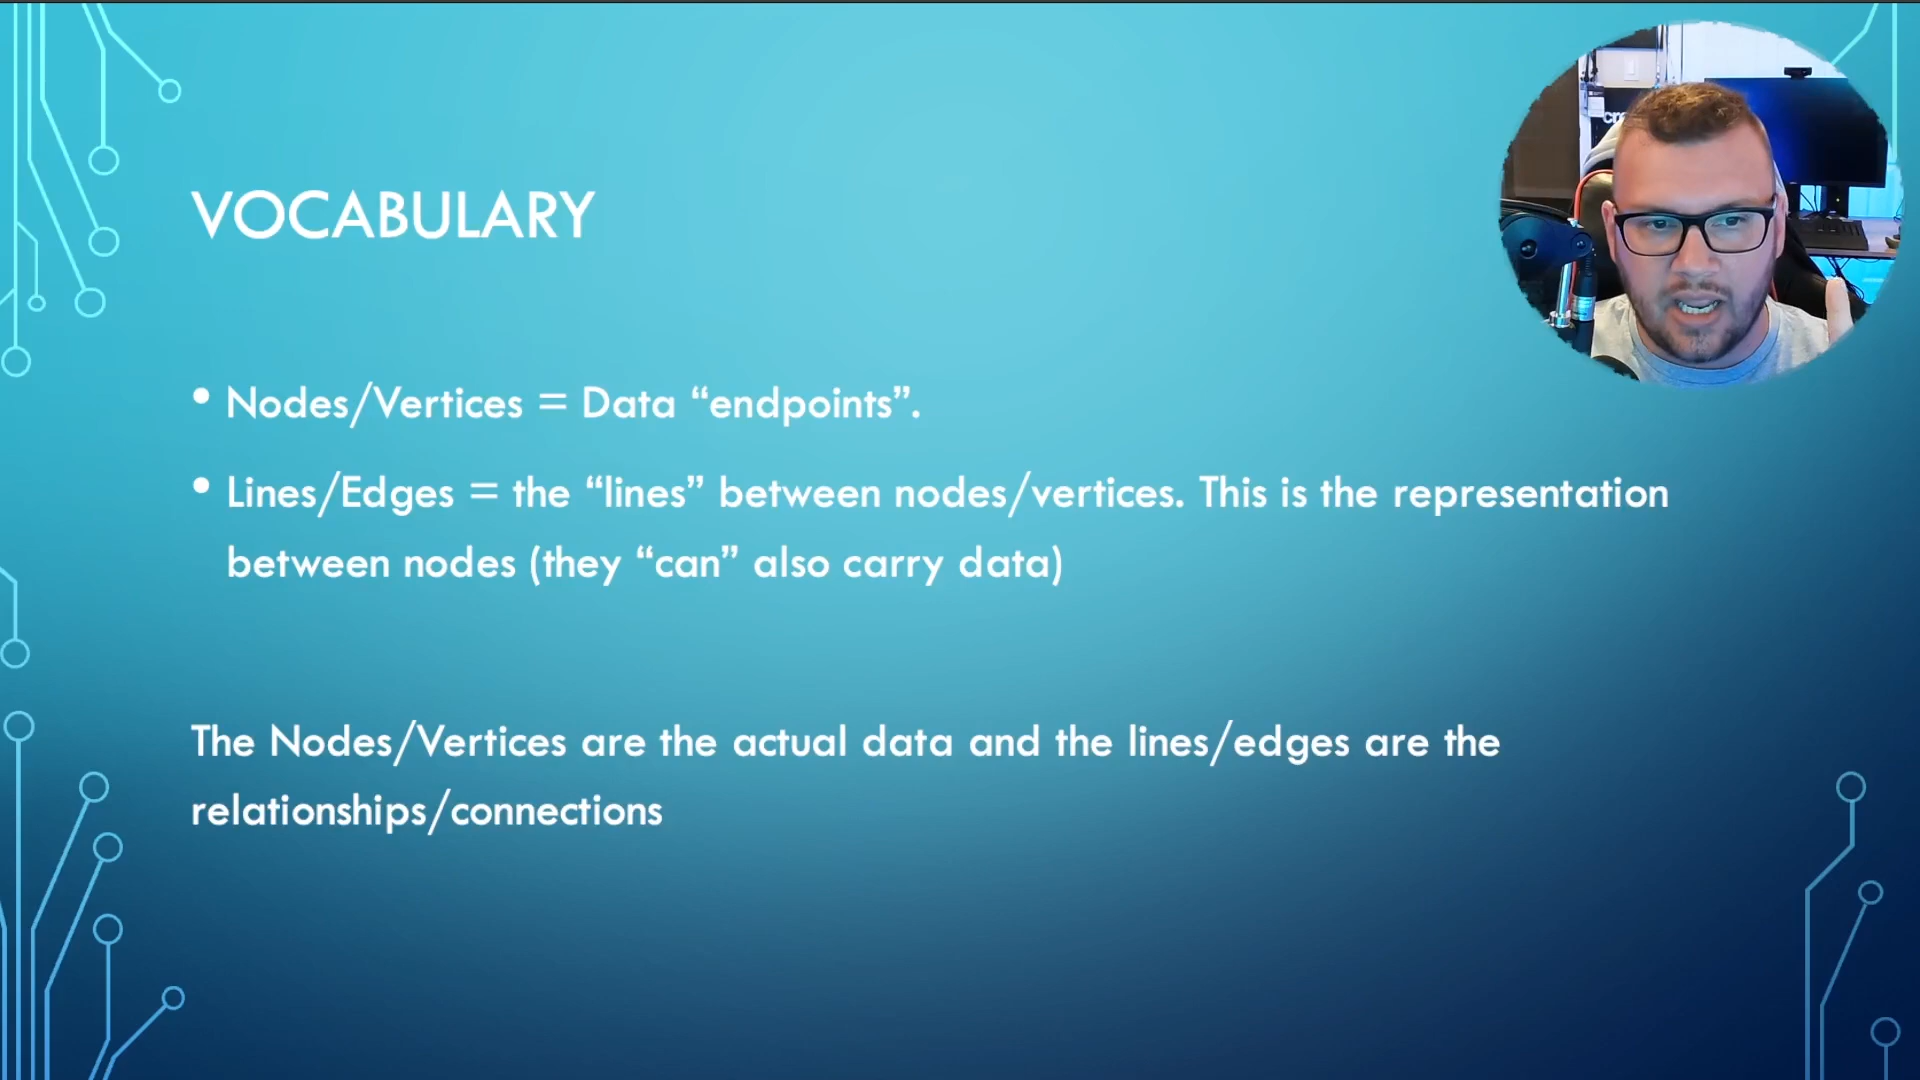 VOCABULARY
• Nodes/Vertices = Data “endpoints”.
• Lines/Edges = the “lines” between nodes/vertices. This is the representation
between nodes (they “can” also carry data)
The Nodes/Vertices are the actual data and the lines/edges are the
relationships/connections